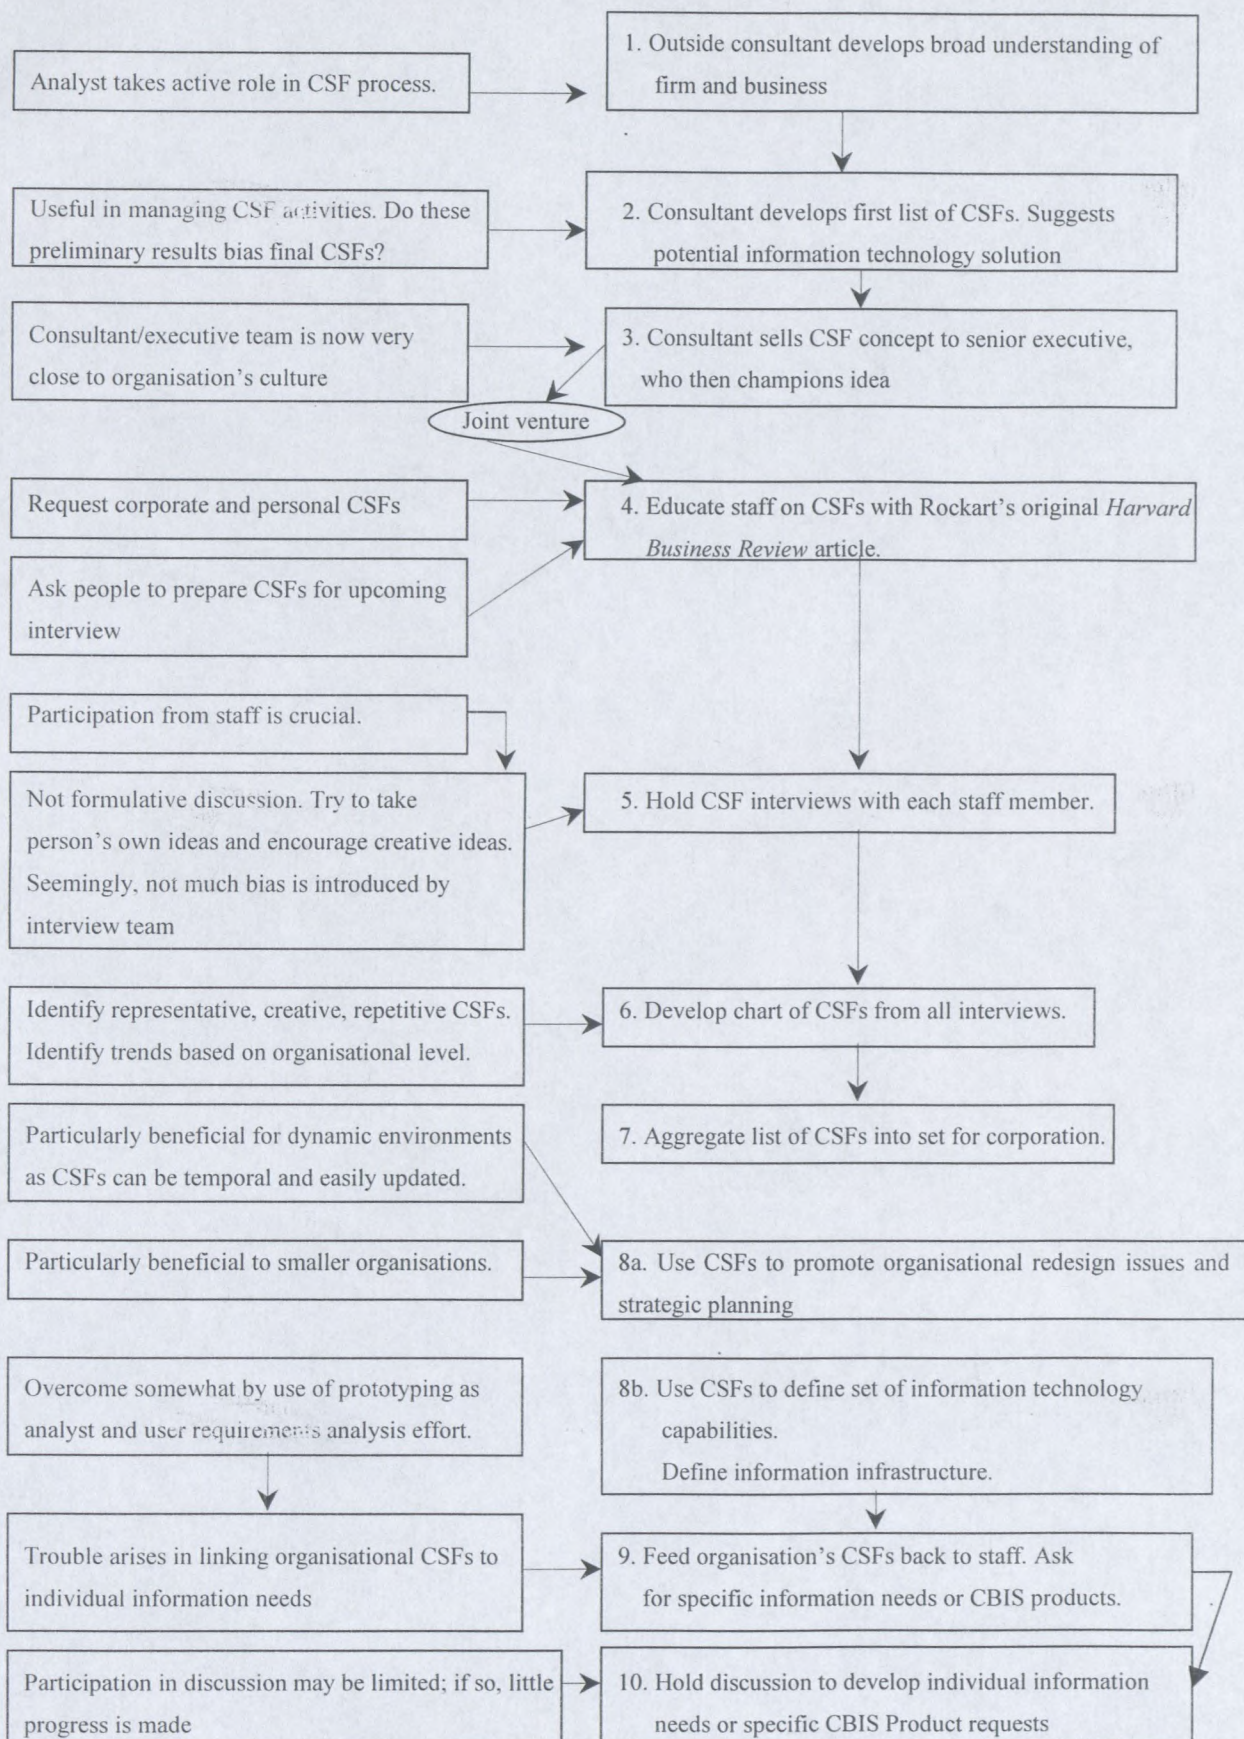 Analyst takes active role in CSF process.
1. Outside consultant develops broad understanding of
firm and business
Useful in managing CSF activities. Do these
preliminary results bias final CSFs?
2. Consultant develops first list of CSFs. Suggests
potential information technology solution
Consultant/executive team is now very
close to organisation's culture
3. Consultant sells CSF concept to senior executive,
who then champions idea
Joint venture
Request corporate and personal CSFs
4. Educate staff on CSFs with Rockart's original Harvard
Business Review article.
Ask people to prepare CSFs for upcoming
interview
Participation from staff is crucial.
Not formulative discussion. Try to take
person's own ideas and encourage creative ideas.
Seemingly, not much bias is introduced by
interview team
5. Hold CSF interviews with each staff member.
Identify representative, creative, repetitive CSFs.
Identify trends based on organisational level.
6. Develop chart of CSFs from all interviews.
Particularly beneficial for dynamic environments
as CSFs can be temporal and easily updated.
7. Aggregate list of CSFs into set for corporation.
Particularly beneficial to smaller organisations.
8a. Use CSFs to promote organisational redesign issues and
strategic planning
Overcome somewhat by use of prototyping as
analyst and user requirements analysis effort.
8b. Use CSFs to define set of information technology
capabilities.
Define information infrastructure.
Trouble arises in linking organisational CSFs to
individual information needs
9. Feed organisation's CSFs back to staff. Ask
for specific information needs or CBIS products.
Participation in discussion may be limited; if so, little
progress is made
10. Hold discussion to develop individual information
needs or specific CBIS Product requests